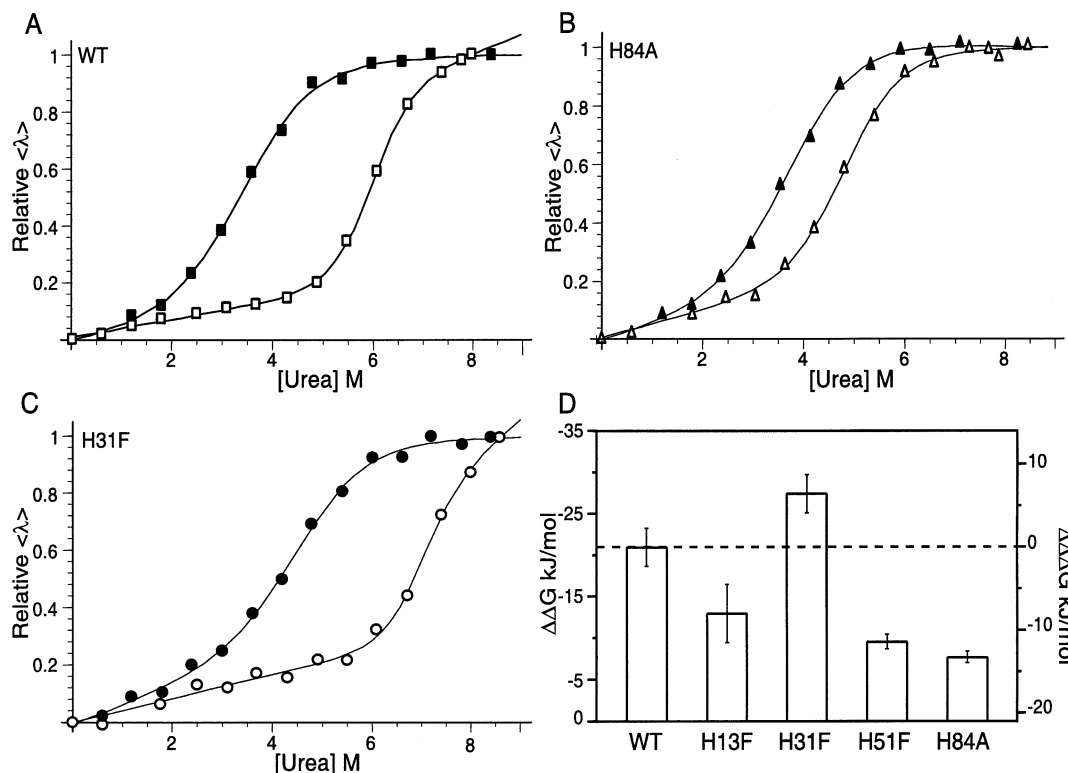 A
WT
1
0.8
0.6
0.4
0.2
Relative <λ>
2
4
6
8
[Urea] M
B
H84A
1
0.8
0.6
0.4
0.2
Relative <λ>
2
4
6
8
[Urea] M
C
H31F
1
0.8
0.6
0.4
0.2
Relative <λ>
2
4
6
8
[Urea] M
D
-35
-25
-15
-5
0
ΔΔG kJ/mol
10
0
-10
-20
ΔΔΔG kJ/mol
WT
H13F
H31F
H51F
H84A